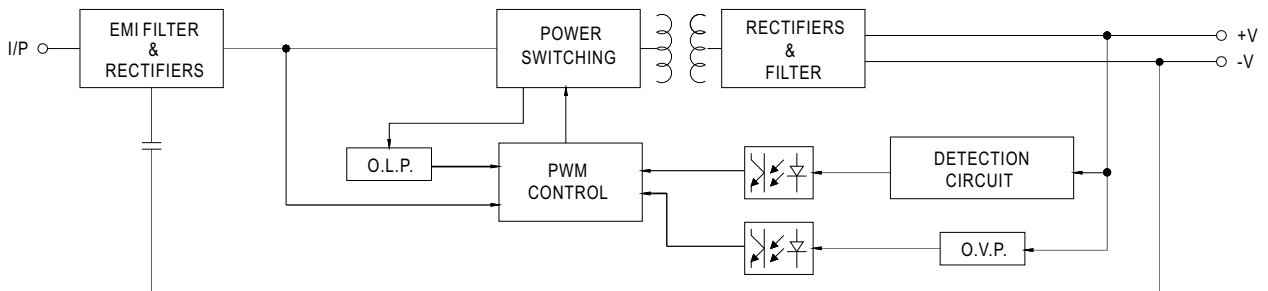 I/P
EMI FILTER
&
RECTIFIERS
POWER
SWITCHING
RECTIFIERS
&
FILTER
+V
-V
O.L.P.
PWM
CONTROL
DETECTION
CIRCUIT
O.V.P.